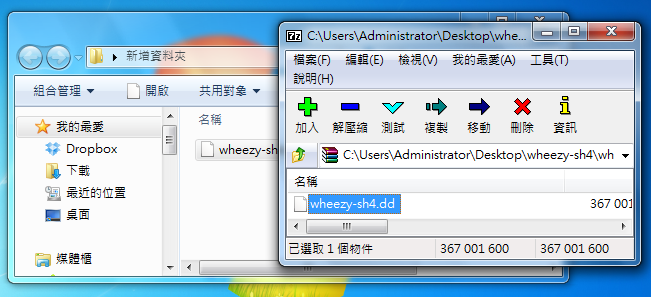 新增資料夾
組合管理
開啟
共用對象
我的最愛
Dropbox
下載
最近的位置
桌面
媒體櫃
名稱
wheezy-sh
C:\Users\Administrator\Desktop\whe...
檔案(F) 編輯(E) 檢視(V) 我的最愛(A) 工具(T)
說明(H)
加入 解壓縮 測試 複製 移動 刪除 資訊
C:\Users\Administrator\Desktop\wheezy-sh4\wh
名稱
wheezy-sh4.dd 367 001
已選取 1 個物件 367 001 600 367 001 600